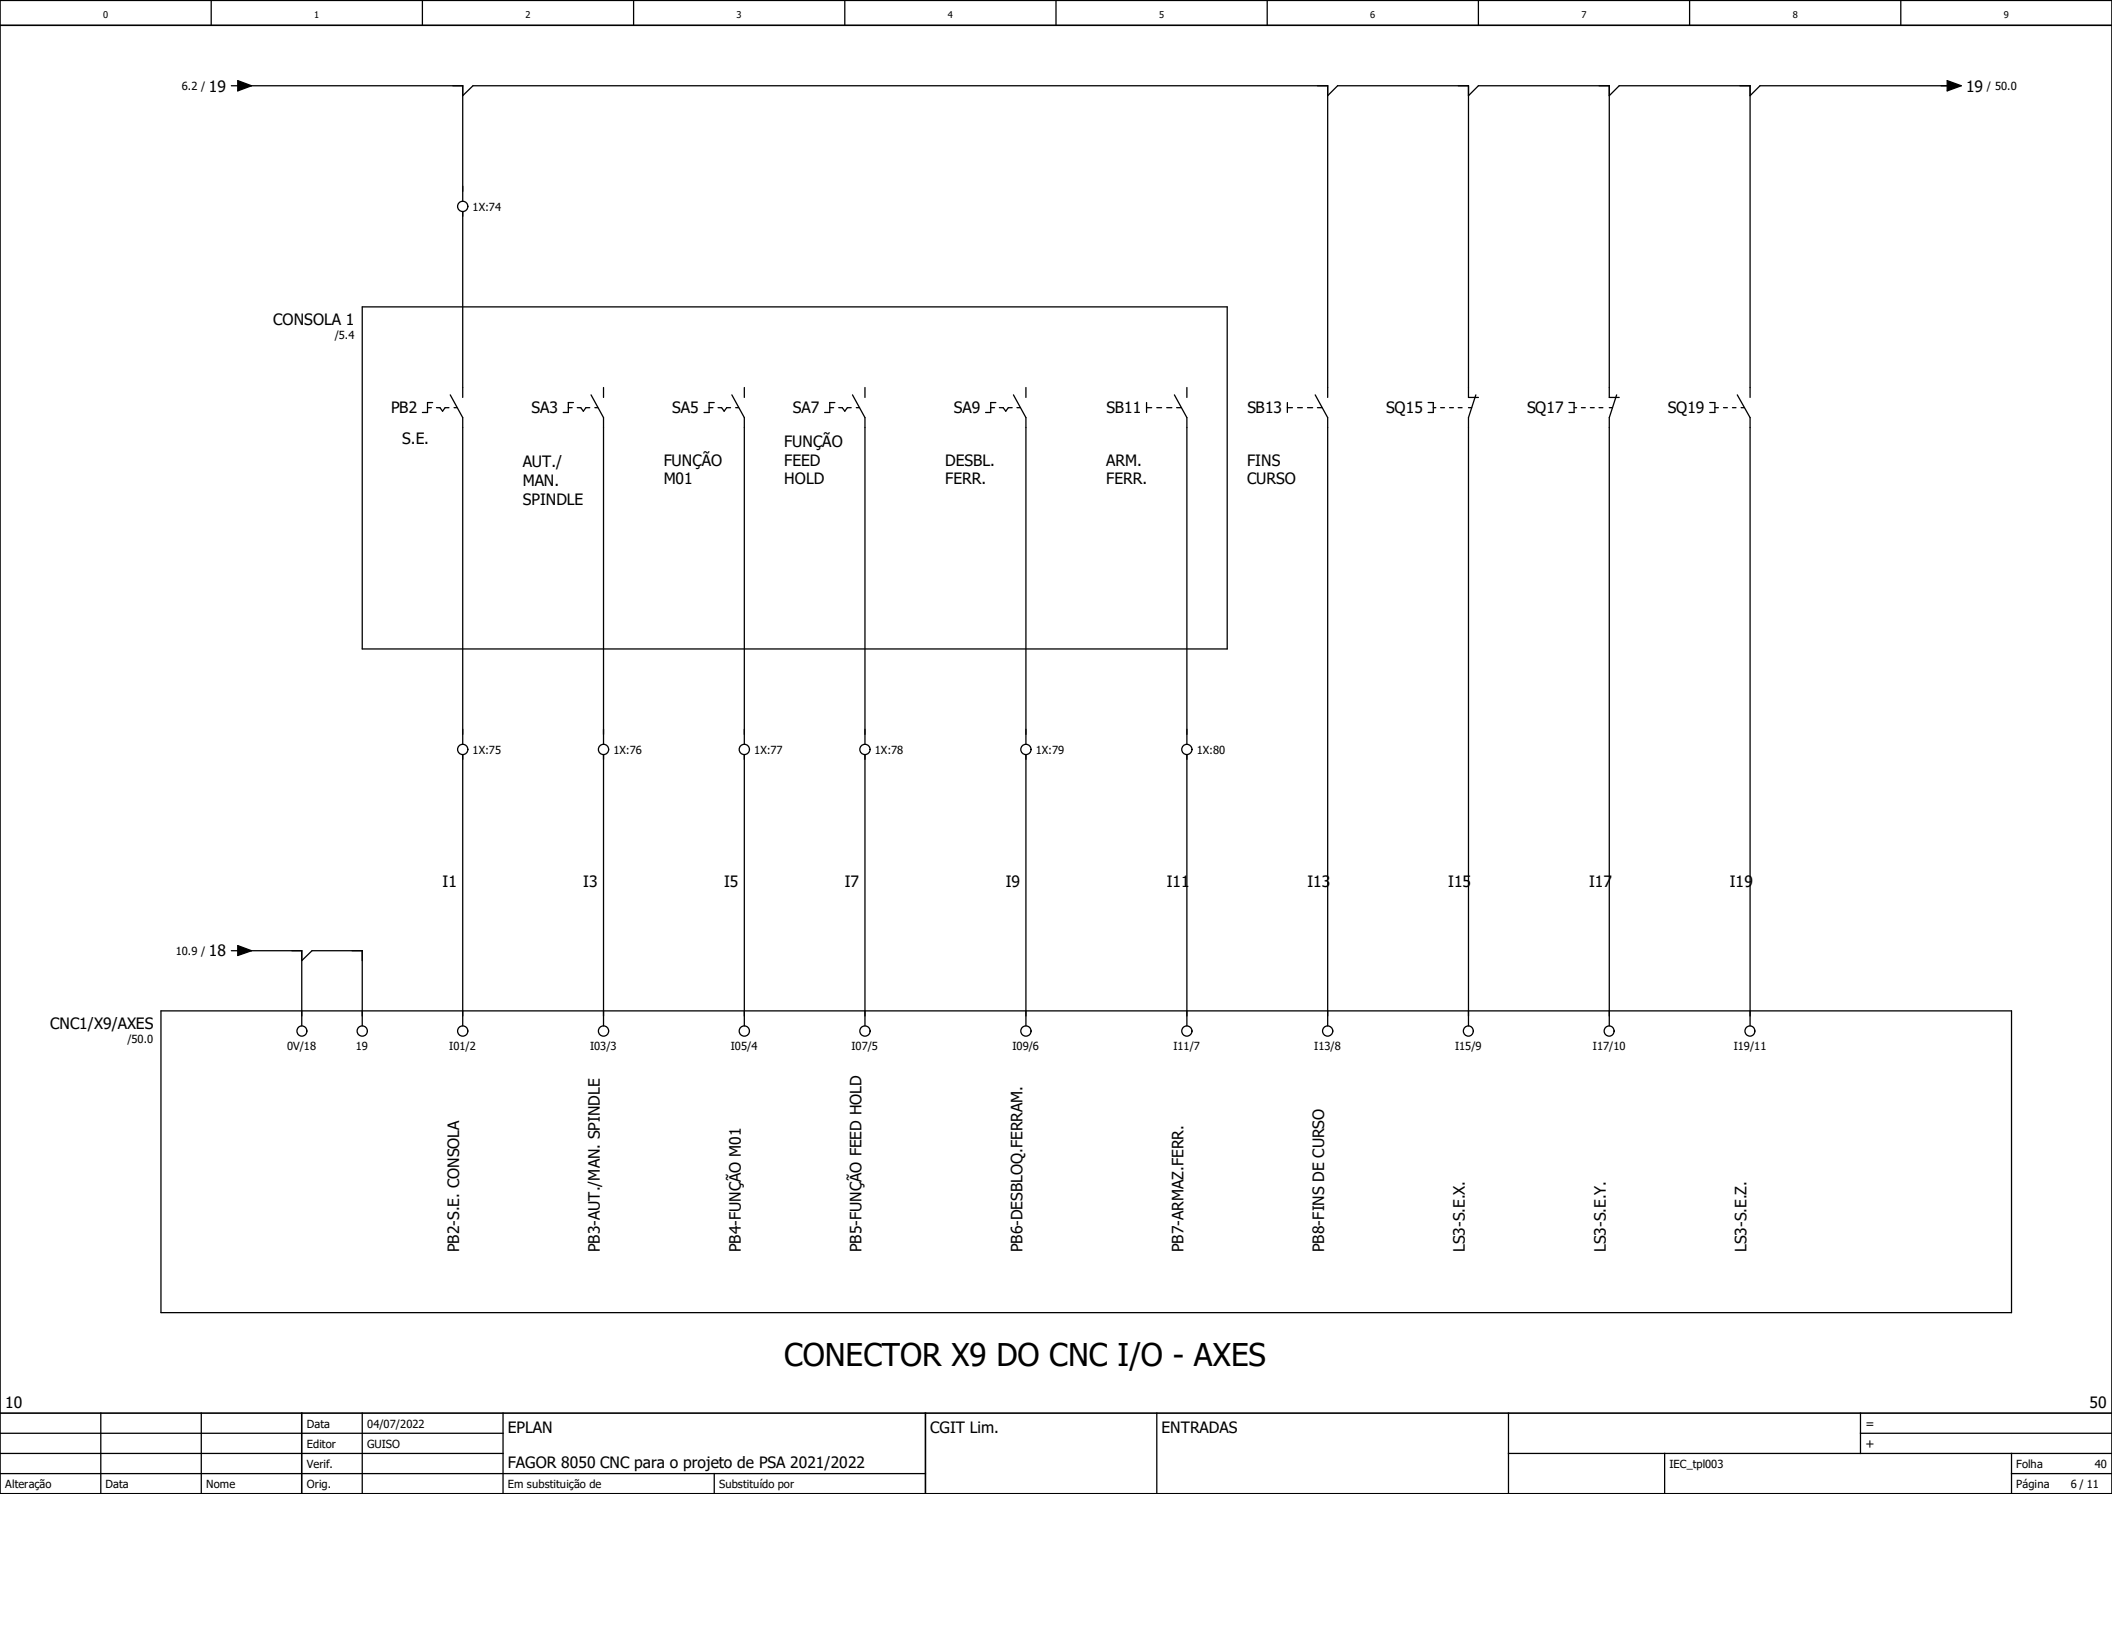 0 1 2 3 4 5 6 7 8 9
6.2 / 19
19 / 50.0
1X:74
CONSOLA 1
/5.4
PB2
S.E.
SA3
AUT./
MAN.
SPINDLE
SA5
FUNÇÃO
M01
SA7
FUNÇÃO
FEED
HOLD
SA9
DESBL.
FERR.
SB11
ARM.
FERR.
SB13
FINS
CURSO
SQ15
SQ17
SQ19
1X:75 1X:76 1X:77 1X:78 1X:79 1X:80
I1 I3 I5 I7 I9 I11 I13 I15 I17 I19
10.9 / 18
CNC1/X9/AXES
/50.0
0V/18 19 I01/2 I03/3 I05/4 I07/5 I09/6 I11/7 I13/8 I15/9 I17/10 I19/11
PB2-S.E. CONSOLA
PB3-AUT./MAN. SPINDLE
PB4-FUNÇÃO M01
PB5-FUNÇÃO FEED HOLD
PB6-DESBLOQ.FERRAM.
PB7-ARMAZ.FERR.
PB8-FINS DE CURSO
LS3-S.E.X.
LS3-S.E.Y.
LS3-S.E.Z.
CONECTOR X9 DO CNC I/O - AXES
10
50
Data 04/07/2022
Editor GUISO
Verif.
Alteração Data Nome Orig.
EPLAN
FAGOR 8050 CNC para o projeto de PSA 2021/2022
Em substituição de
Substituído por
CGIT Lim.
ENTRADAS
=
+
IEC_tpl003
Folha 40
Página 6 / 11